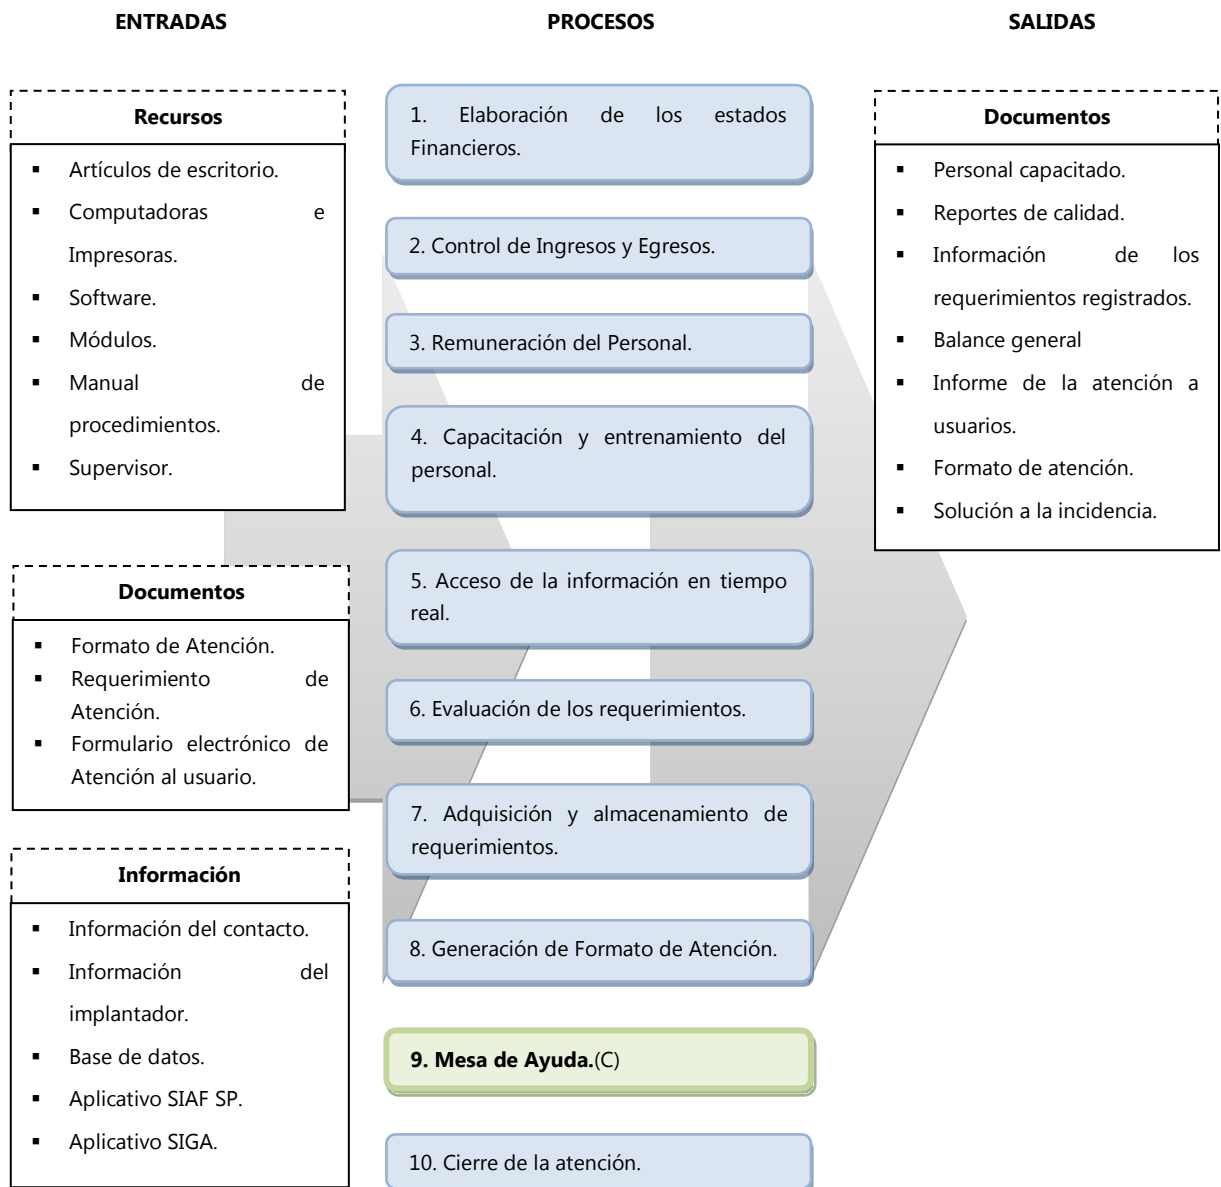 ENTRADAS
PROCESOS
SALIDAS
Recursos
▪ Artículos de escritorio.
▪ Computadoras e
Impresoras.
▪ Software.
▪ Módulos.
▪ Manual de
procedimientos.
▪ Supervisor.
Documentos
▪ Formato de Atención.
▪ Requerimiento de
Atención.
▪ Formulario electrónico de
Atención al usuario.
Información
▪ Información del contacto.
▪ Información del
implantador.
▪ Base de datos.
▪ Aplicativo SIAF SP.
▪ Aplicativo SIGA.
1. Elaboración de los estados
Financieros.
2. Control de Ingresos y Egresos.
3. Remuneración del Personal.
4. Capacitación y entrenamiento del
personal.
5. Acceso de la información en tiempo
real.
6. Evaluación de los requerimientos.
7. Adquisición y almacenamiento de
requerimientos.
8. Generación de Formato de Atención.
9. Mesa de Ayuda.(C)
10. Cierre de la atención.
Documentos
▪ Personal capacitado.
▪ Reportes de calidad.
▪ Información de los
requerimientos registrados.
▪ Balance general
▪ Informe de la atención a
usuarios.
▪ Formato de atención.
▪ Solución a la incidencia.